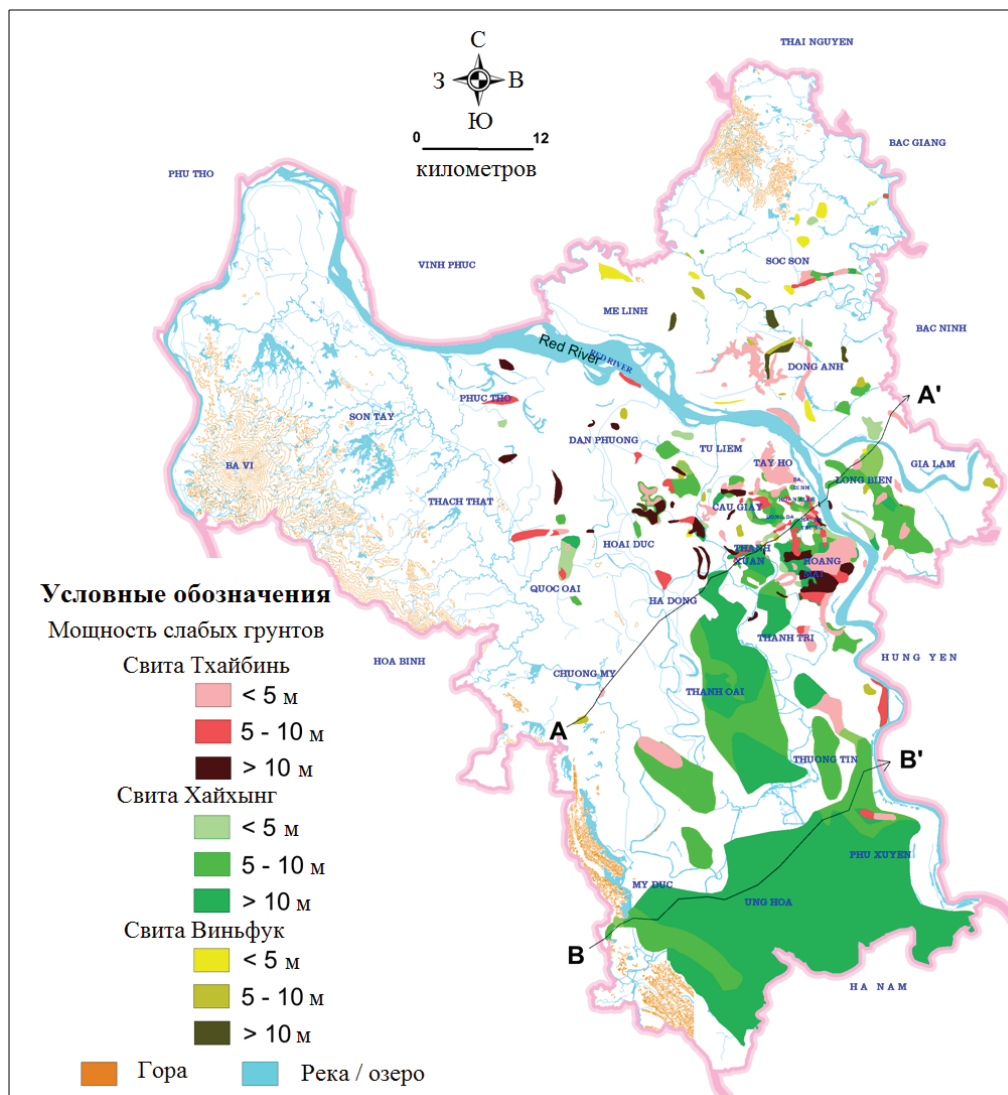 THAI NGUYEN
С
З В
Ю
0 12
километров
BAC GIANG
PHU THO
VINH PHUC
SOC SON
ME LINH
BAC NINH
Red River
RED RIVER
DONG ANH
PHUC THO
A'
SON TAY
DAN PHUONG
TU LIEM
TAY HO
GIA LAM
BA VI
LONG BIEN
THACH THAT
CAU GIAY
HOAI DUC
THANH
XUAN
HOANG
MAI
QUOC OAI
HA DONG
THANH TRI
HUNG YEN
HOA BINH
CHUONG MY
THANH OAI
A
THUONG TIN
B'
PHU XUYEN
MY DUC
UNG HOA
B
HA NAM
Условные обозначения
Мощность слабых грунтов
Свита Тхайбинь
< 5 м
5 - 10 м
> 10 м
Свита Хайхынг
< 5 м
5 - 10 м
> 10 м
Свита Виньфук
< 5 м
5 - 10 м
> 10 м
Гора
Река / озеро